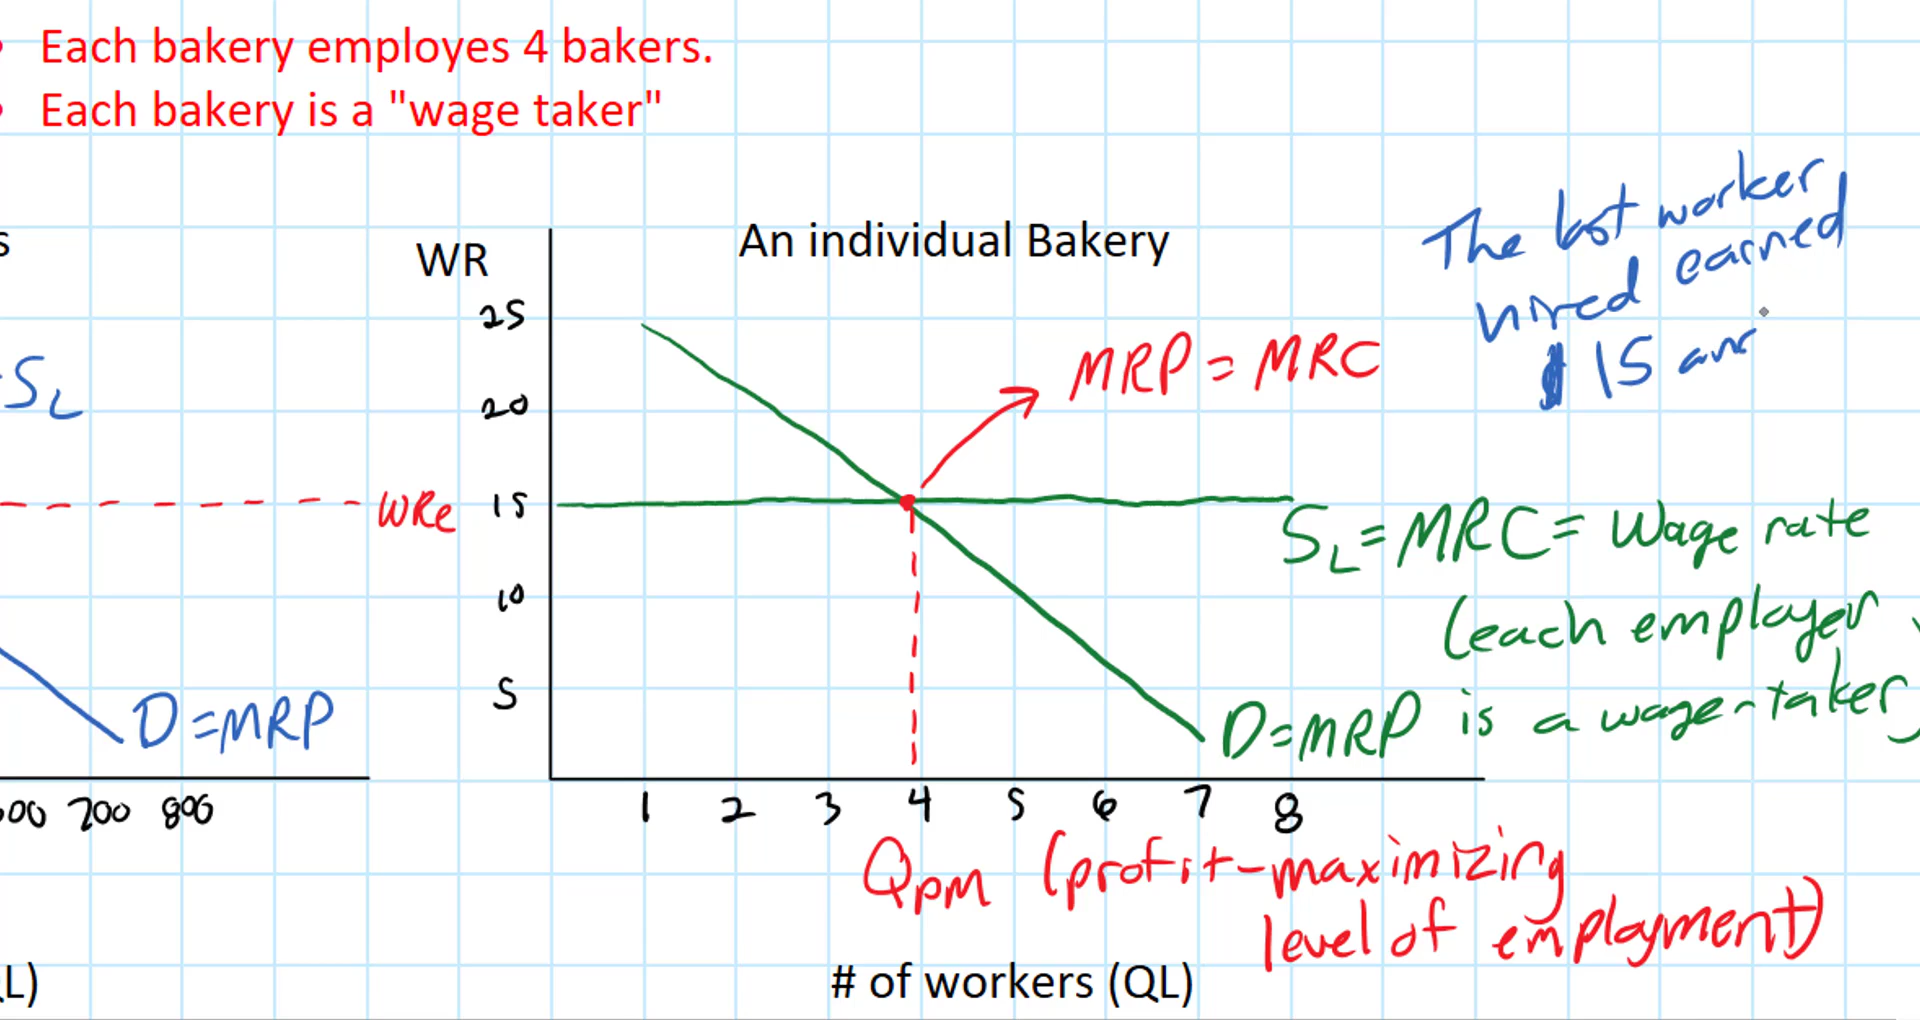 Each bakery employes 4 bakers.
Each bakery is a "wage taker"
s
An individual Bakery
WR
25
20
15
10
5
SL
WRe
MRP = MRC
The last worker
hired earned
$15 an
SL = MRC = Wage rate
(each employer
is a wage-taker)
D=MRP
D=MRP
00 700 800
1 2 3 4 5 6 7 8
QPM (profit-maximizing
level of employment)
L)
# of workers (QL)